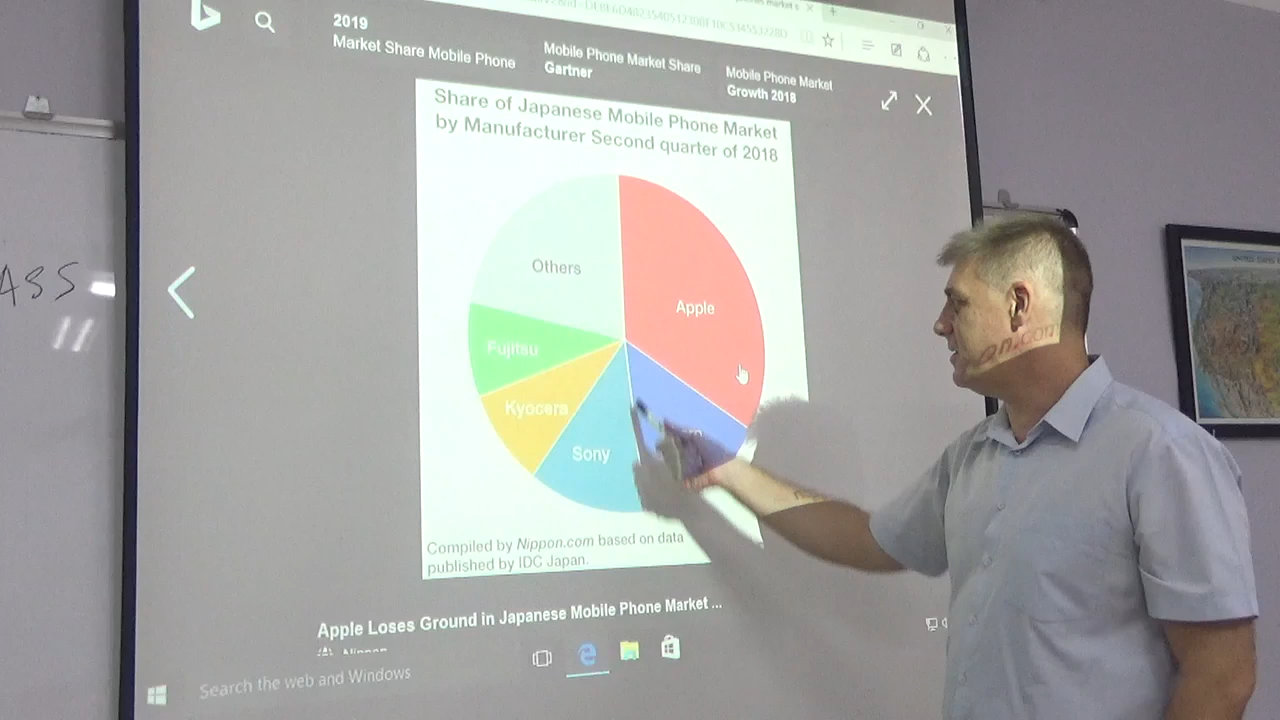 2019
Market Share Mobile Phone
Mobile Phone Market Share
Gartner
Mobile Phone Market
Growth 2018
Share of Japanese Mobile Phone Market
by Manufacturer Second quarter of 2018
Others
Apple
Fujitsu
Kyocera
Sony
Compiled by Nippon.com based on data
published by IDC Japan.
Apple Loses Ground in Japanese Mobile Phone Market ...
Search the web and Windows
UNITED STATES